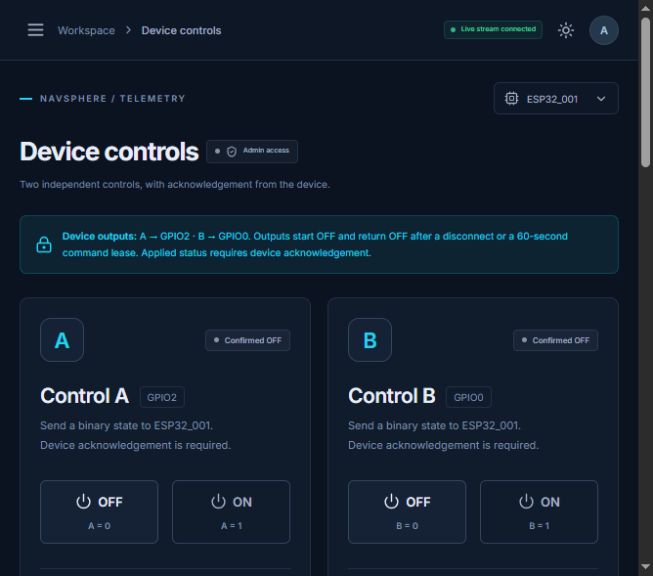 Workspace > Device controls
Live stream connected
A
NAVSPHERE / TELEMETRY
ESP32_001
Device controls
Admin access
Two independent controls, with acknowledgement from the device.
Device outputs: A → GPIO2 · B → GPIO0. Outputs start OFF and return OFF after a disconnect or a 60-second
command lease. Applied status requires device acknowledgement.
A
Confirmed OFF
Control A GPIO2
Send a binary state to ESP32_001.
Device acknowledgement is required.
OFF
A = 0
ON
A = 1
B
Confirmed OFF
Control B GPIO0
Send a binary state to ESP32_001.
Device acknowledgement is required.
OFF
B = 0
ON
B = 1